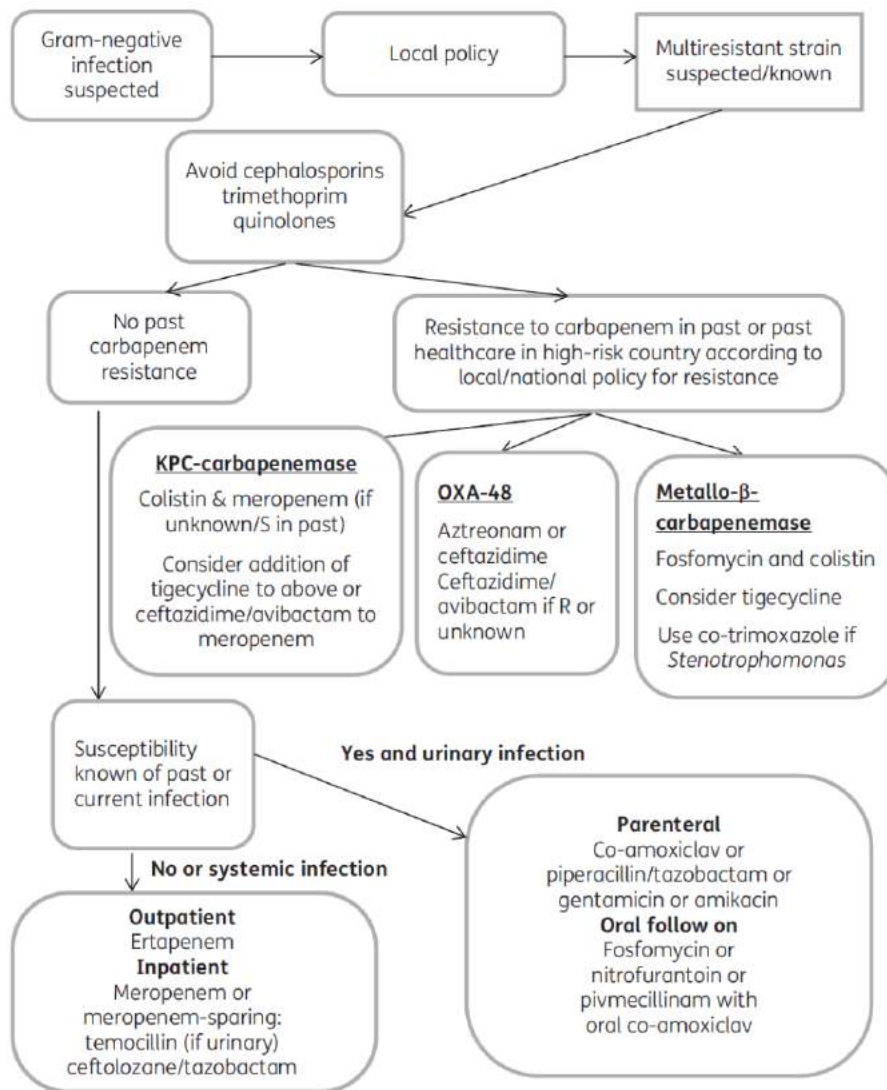 Gram-negative
infection
suspected
Local policy
Multiresistant strain
suspected/known
Avoid cephalosporins
trimethoprim
quinolones
No past
carbapenem
resistance
Resistance to carbapenem in past or past
healthcare in high-risk country according to
local/national policy for resistance
KPC-carbapenemase
Colistin & meropenem (if
unknown/S in past)
Consider addition of
tigecycline to above or
ceftazidime/avibactam to
meropenem
OXA-48
Aztreonam or
ceftazidime
Ceftazidime/
avibactam if R or
unknown
Metallo-β-
carbapenemase
Fosfomycin and colistin
Consider tigecycline
Use co-trimoxazole if
Stenotrophomonas
Susceptibility
known of past or
current infection
Yes and urinary infection
No or systemic infection
Parenteral
Co-amoxiclav or
piperacillin/tazobactam or
gentamicin or amikacin
Oral follow on
Fosfomycin or
nitrofurantoin or
pivmecillinam with
oral co-amoxiclav
Outpatient
Ertapenem
Inpatient
Meropenem or
meropenem-sparing:
temocillin (if urinary)
ceftolozane/tazobactam